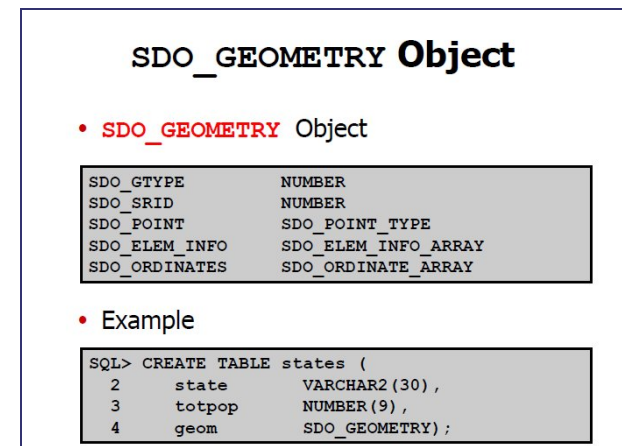 SDO_GEOMETRY Object
• SDO_GEOMETRY Object
SDO_GTYPE NUMBER
SDO_SRID NUMBER
SDO_POINT SDO_POINT_TYPE
SDO_ELEM_INFO SDO_ELEM_INFO_ARRAY
SDO_ORDINATES SDO_ORDINATE_ARRAY
• Example
SQL> CREATE TABLE states (
2 state VARCHAR2(30),
3 totpop NUMBER(9),
4 geom SDO_GEOMETRY);